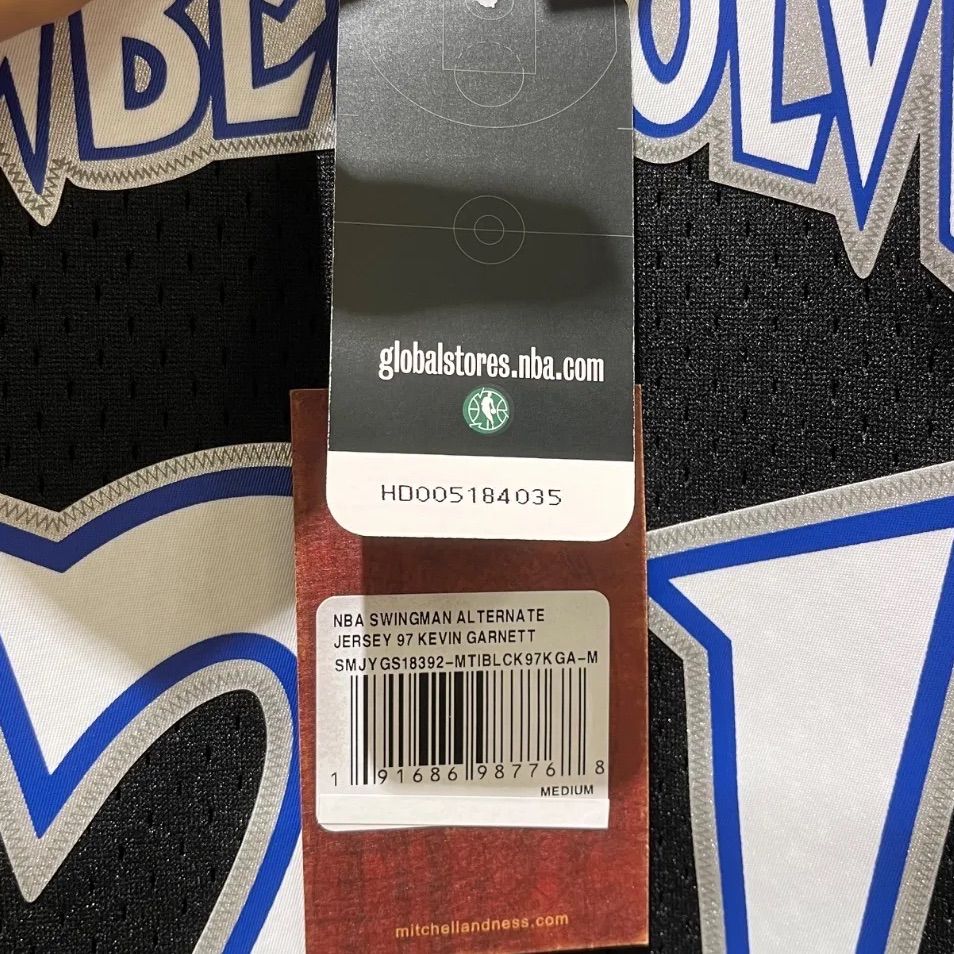 globalstores.nba.com
HD005184035
NBA SWINGMAN ALTERNATE
JERSEY 97 KEVIN GARNETT
SMJYGS18392-MTIBLCK97KGA-M
1 91686 98776 8
MEDIUM
mitchellandness.com